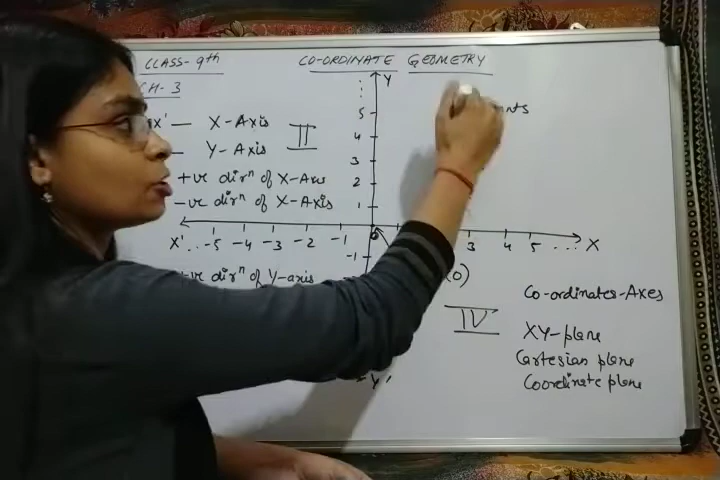 CLASS-9th
CO-ORDINATE GEOMETRY
CH-3
Y
5
4
3
2
1
X-Axis
II
Y-Axis
+ve dirⁿ of X-Axis
-ve dirⁿ of X-Axis
X' -5 -4 -3 -2 -1 3 4 5 ... X
-1
dirⁿ of Y-axis
(0)
Co-ordinates-Axes
IV
XY-plane
Cartesian plane
Coordinate plane
Y'